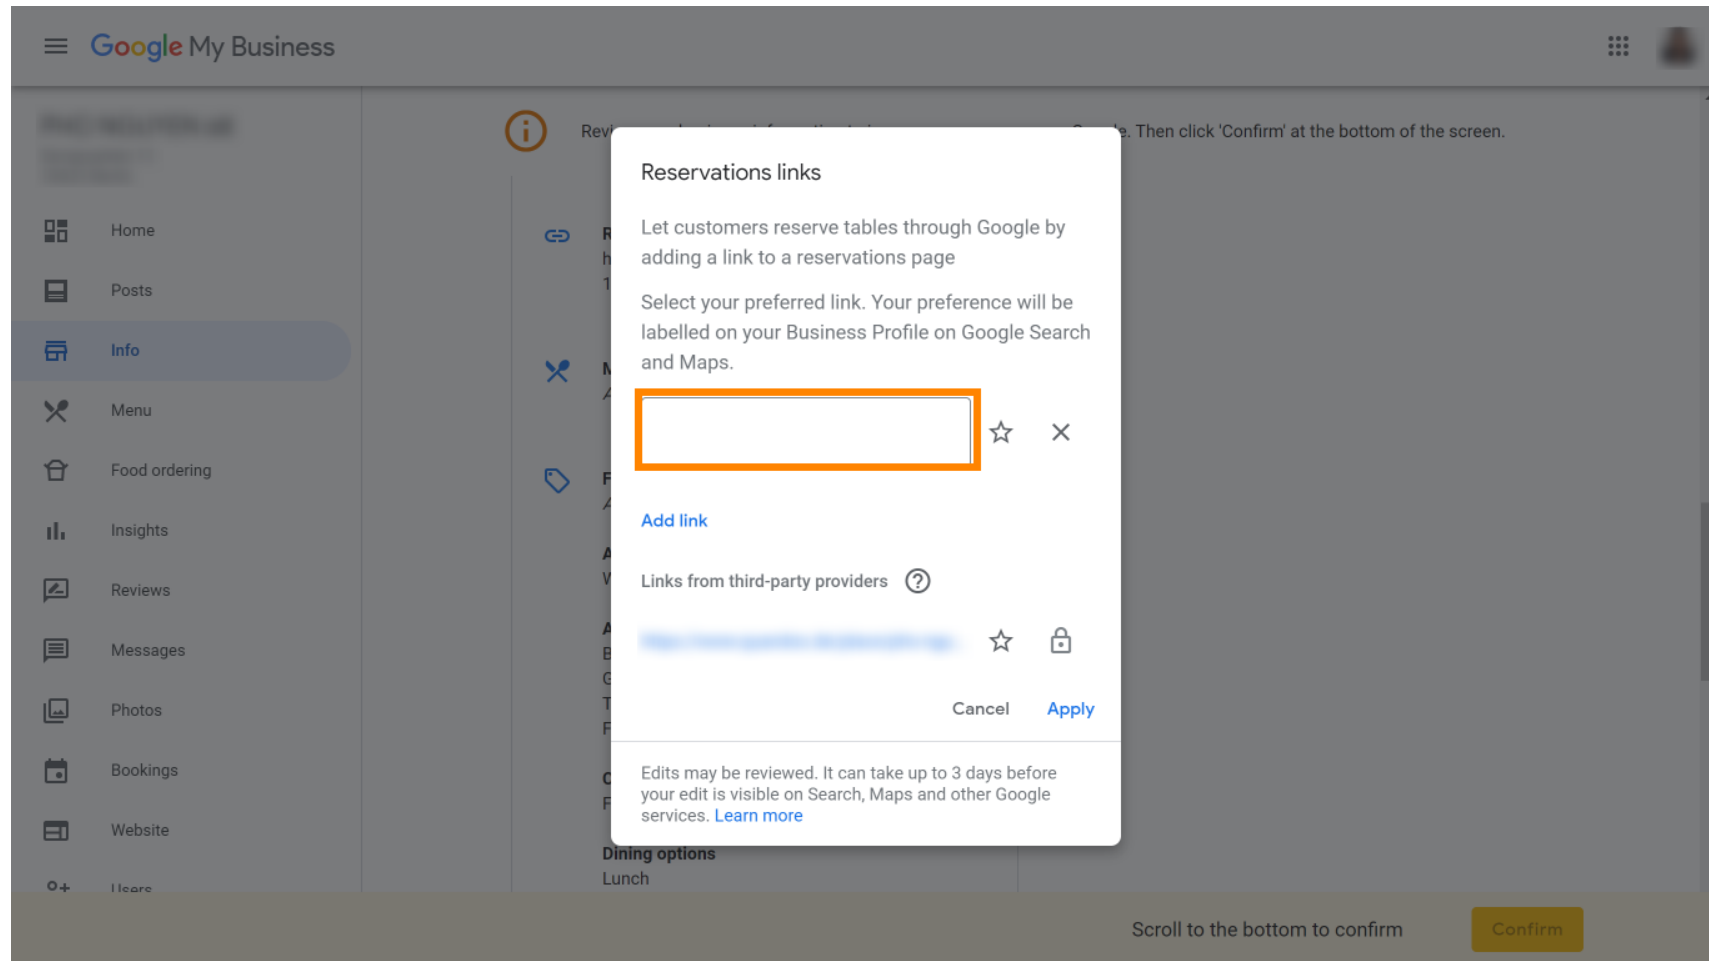 Google My Business
Home
Posts
Info
Menu
Food ordering
Insights
Reviews
Messages
Photos
Bookings
Website
Users
e. Then click 'Confirm' at the bottom of the screen.
Reservations links
Let customers reserve tables through Google by
adding a link to a reservations page
Select your preferred link. Your preference will be
labelled on your Business Profile on Google Search
and Maps.
Add link
Links from third-party providers
Cancel Apply
Edits may be reviewed. It can take up to 3 days before
your edit is visible on Search, Maps and other Google
services. Learn more
Dining options
Lunch
Scroll to the bottom to confirm Confirm